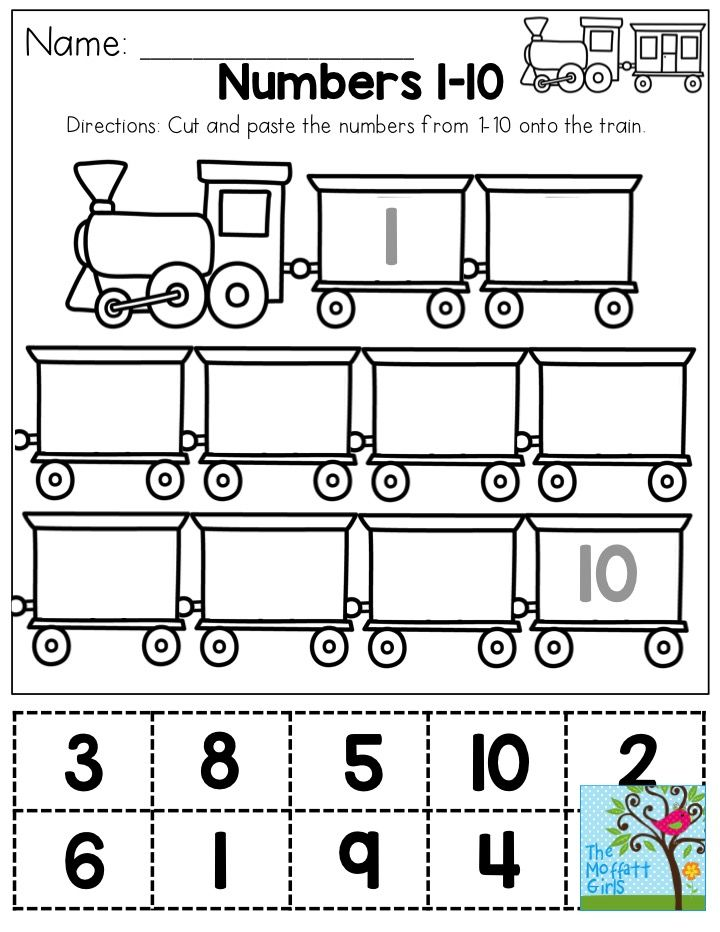 Name: ____________________
Numbers 1-10
Directions: Cut and paste the numbers from 1-10 onto the train.
1
10
3 8 5 10 2
6 1 9 4
The
Moffatt
Girls